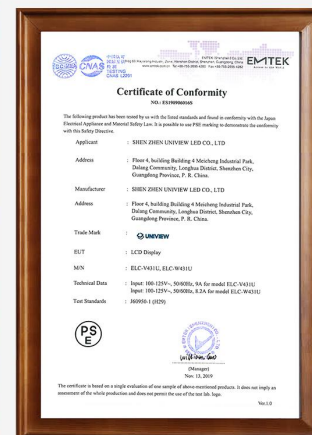 CNAS
TESTING
EMTEK
Certificate of Conformity
NO.: ES190906016S
The following product has been tested by us with the listed standards and found in conformity with the Japan
Electrical Appliance and Material Safety Law. It is possible to use PSE marking to demonstrate the conformity
with this Safety Directive.
Applicant : SHEN ZHEN UNIVIEW LED CO., LTD
Address : Floor 4, building Building 4 Meicheng Industrial Park,
Dalang Community, Longhua District, Shenzhen City,
Guangdong Province, P. R. China.
Manufacturer : SHEN ZHEN UNIVIEW LED CO., LTD
Address : Floor 4, building Building 4 Meicheng Industrial Park,
Dalang Community, Longhua District, Shenzhen City,
Guangdong Province, P. R. China.
Trade Mark : UNIVIEW
EUT : LCD Display
M/N : ELC-V431U, ELC-W431U
Technical Data : Input: 100-125V~, 50/60Hz, 9A for model ELC-V431U
Input: 100-125V~, 50/60Hz, 8.2A for model ELC-W431U
Test Standards : J60950-1 (H29)
PS
E
(Manager)
Nov. 13, 2019
The certificate is based on a single evaluation of one sample of above-mentioned products. It does not imply an
assessment of the whole production and does not permit the use of the test lab. logo.
Ver.1.0